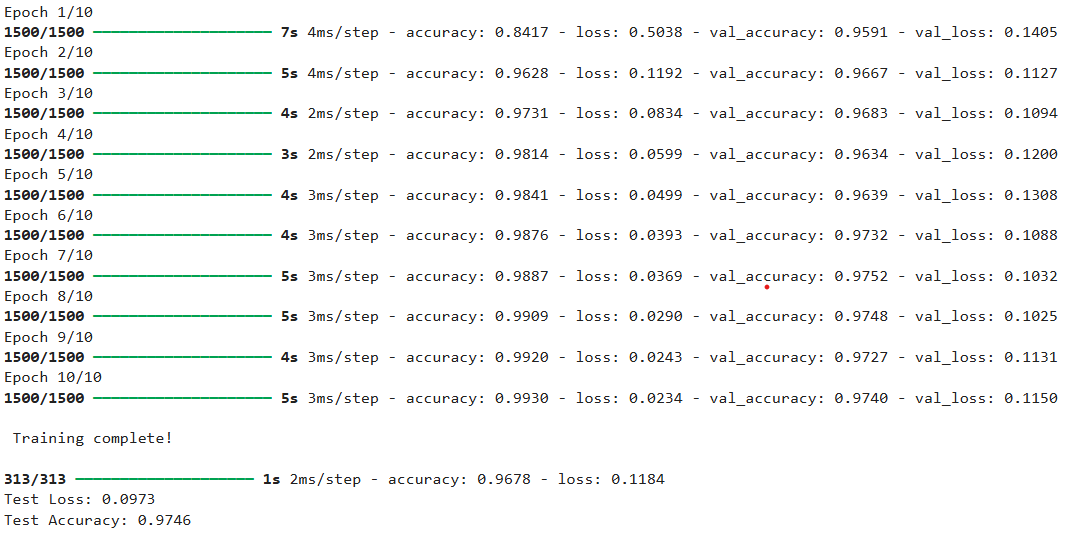 Epoch 1/10
1500/1500 ━━━━━━━━━━━━━━━━━━━━ 7s 4ms/step - accuracy: 0.8417 - loss: 0.5038 - val_accuracy: 0.9591 - val_loss: 0.1405
Epoch 2/10
1500/1500 ━━━━━━━━━━━━━━━━━━━━ 5s 4ms/step - accuracy: 0.9628 - loss: 0.1192 - val_accuracy: 0.9667 - val_loss: 0.1127
Epoch 3/10
1500/1500 ━━━━━━━━━━━━━━━━━━━━ 4s 2ms/step - accuracy: 0.9731 - loss: 0.0834 - val_accuracy: 0.9683 - val_loss: 0.1094
Epoch 4/10
1500/1500 ━━━━━━━━━━━━━━━━━━━━ 3s 2ms/step - accuracy: 0.9814 - loss: 0.0599 - val_accuracy: 0.9634 - val_loss: 0.1200
Epoch 5/10
1500/1500 ━━━━━━━━━━━━━━━━━━━━ 4s 3ms/step - accuracy: 0.9841 - loss: 0.0499 - val_accuracy: 0.9639 - val_loss: 0.1308
Epoch 6/10
1500/1500 ━━━━━━━━━━━━━━━━━━━━ 4s 3ms/step - accuracy: 0.9876 - loss: 0.0393 - val_accuracy: 0.9732 - val_loss: 0.1088
Epoch 7/10
1500/1500 ━━━━━━━━━━━━━━━━━━━━ 5s 3ms/step - accuracy: 0.9887 - loss: 0.0369 - val_accuracy: 0.9752 - val_loss: 0.1032
Epoch 8/10
1500/1500 ━━━━━━━━━━━━━━━━━━━━ 5s 3ms/step - accuracy: 0.9909 - loss: 0.0290 - val_accuracy: 0.9748 - val_loss: 0.1025
Epoch 9/10
1500/1500 ━━━━━━━━━━━━━━━━━━━━ 4s 3ms/step - accuracy: 0.9920 - loss: 0.0243 - val_accuracy: 0.9727 - val_loss: 0.1131
Epoch 10/10
1500/1500 ━━━━━━━━━━━━━━━━━━━━ 5s 3ms/step - accuracy: 0.9930 - loss: 0.0234 - val_accuracy: 0.9740 - val_loss: 0.1150
Training complete!
313/313 ━━━━━━━━━━━━━━━━━━━━ 1s 2ms/step - accuracy: 0.9678 - loss: 0.1184
Test Loss: 0.0973
Test Accuracy: 0.9746